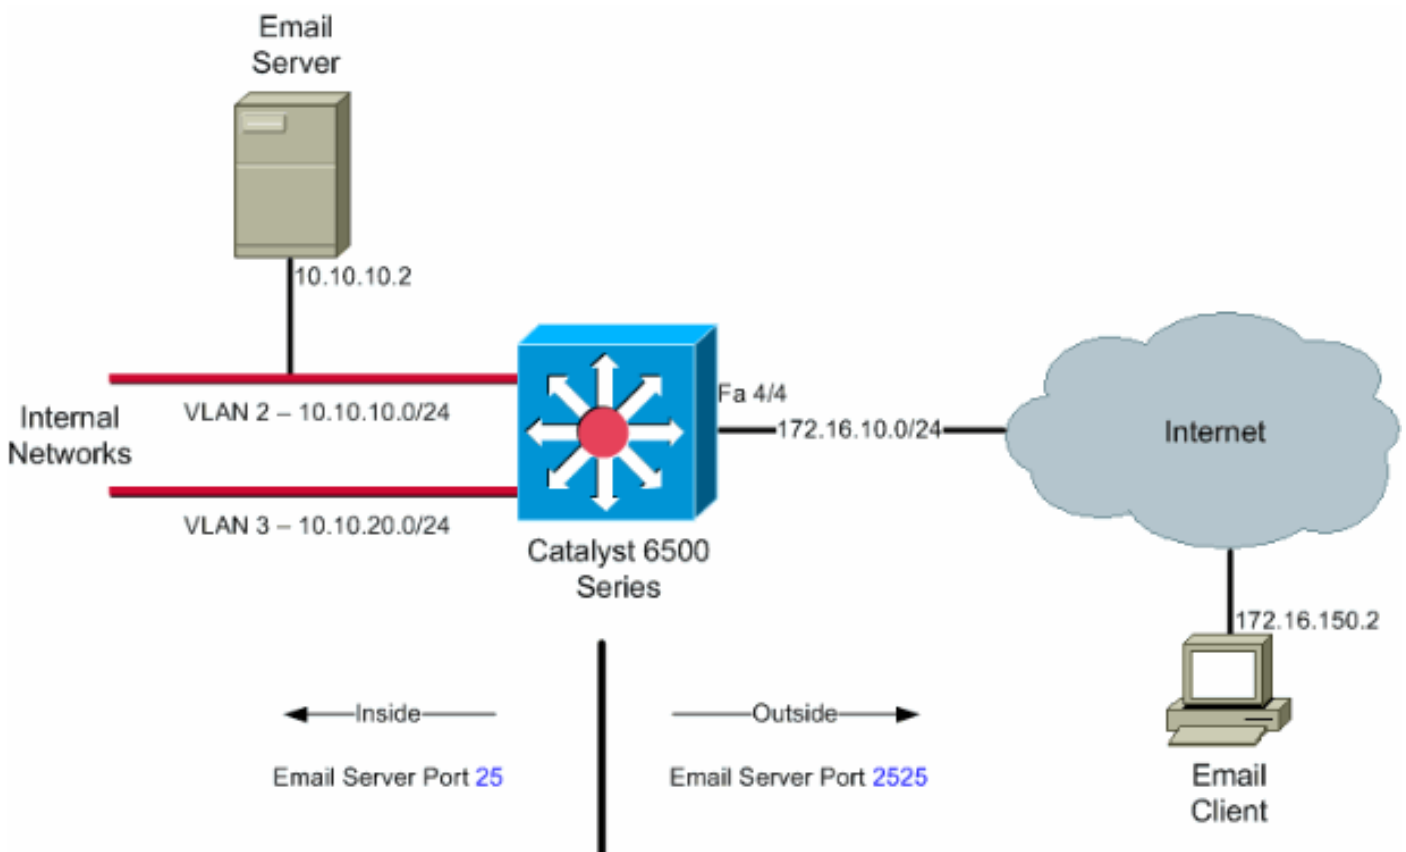 Email
Server
10.10.10.2
Internal
Networks
VLAN 2 – 10.10.10.0/24
VLAN 3 – 10.10.20.0/24
Fa 4/4
172.16.10.0/24
Internet
Catalyst 6500
Series
172.16.150.2
Email
Client
Inside
Outside
Email Server Port 25
Email Server Port 2525